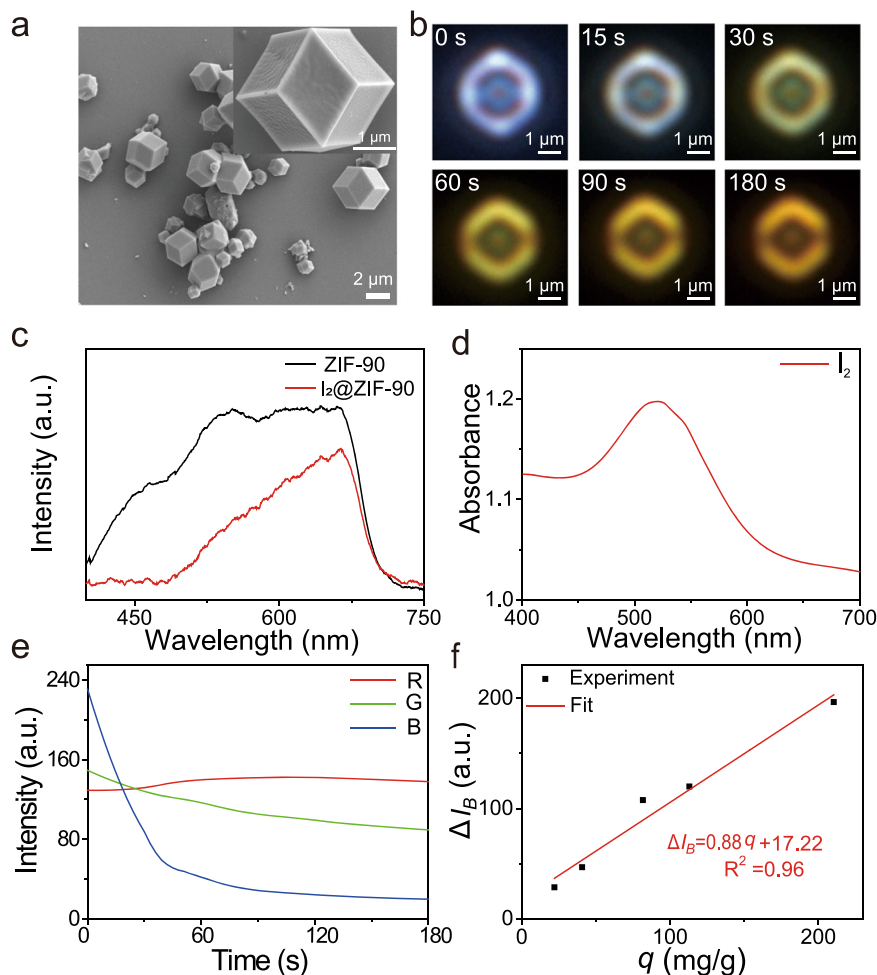 a
1 μm
2 μm
b
0 s
15 s
30 s
1 μm
1 μm
1 μm
60 s
90 s
180 s
1 μm
1 μm
1 μm
c
ZIF-90
I₂@ZIF-90
Intensity (a.u.)
450
600
750
Wavelength (nm)
d
I₂
Absorbance
1.2
1.1
1.0
400
500
600
700
Wavelength (nm)
e
R
G
B
Intensity (a.u.)
240
160
80
0
0
60
120
180
Time (s)
f
Experiment
Fit
ΔI_B (a.u.)
200
100
0
ΔI_B=0.88q+17.22
R²=0.96
0
100
200
q (mg/g)